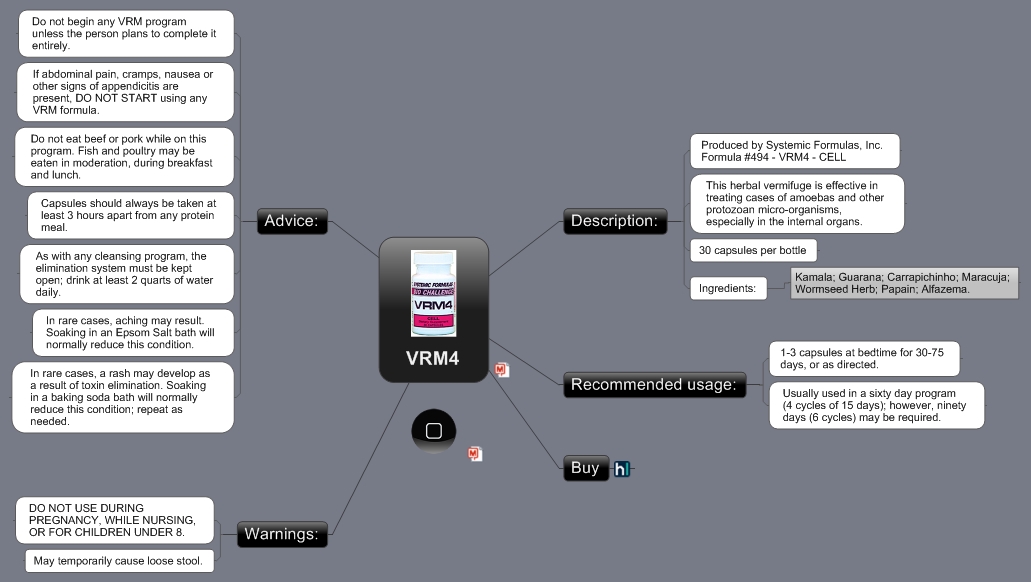 Do not begin any VRM program
unless the person plans to complete it
entirely.
If abdominal pain, cramps, nausea or
other signs of appendicitis are
present, DO NOT START using any
VRM formula.
Do not eat beef or pork while on this
program. Fish and poultry may be
eaten in moderation, during breakfast
and lunch.
Capsules should always be taken at
least 3 hours apart from any protein
meal.
As with any cleansing program, the
elimination system must be kept
open; drink at least 2 quarts of water
daily.
In rare cases, aching may result.
Soaking in an Epsom Salt bath will
normally reduce this condition.
In rare cases, a rash may develop as
a result of toxin elimination. Soaking
in a baking soda bath will normally
reduce this condition; repeat as
needed.
Advice:
DO NOT USE DURING
PREGNANCY, WHILE NURSING,
OR FOR CHILDREN UNDER 8.
May temporarily cause loose stool.
Warnings:
VRM4
CELL
VRM4
Description:
Produced by Systemic Formulas, Inc.
Formula #494 - VRM4 - CELL
This herbal vermifuge is effective in
treating cases of amoebas and other
protozoan micro-organisms,
especially in the internal organs.
30 capsules per bottle
Ingredients:
Kamala; Guarana; Carrapichinho; Maracuja;
Wormseed Herb; Papain; Alfazema.
Recommended usage:
1-3 capsules at bedtime for 30-75
days, or as directed.
Usually used in a sixty day program
(4 cycles of 15 days); however, ninety
days (6 cycles) may be required.
Buy